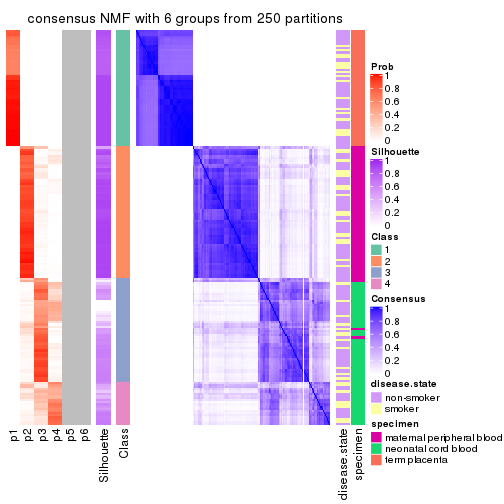 consensus NMF with 6 groups from 250 partitions
Prob
1
0.8
0.6
0.4
0.2
0
Silhouette
1
0.8
0.6
0.4
0.2
0
Class
1
2
3
4
Consensus
1
0.8
0.6
0.4
0.2
0
disease.state
non-smoker
smoker
specimen
maternal peripheral blood
neonatal cord blood
term placenta
p1
p2
p3
p4
p5
p6
Silhouette
Class
disease.state
specimen